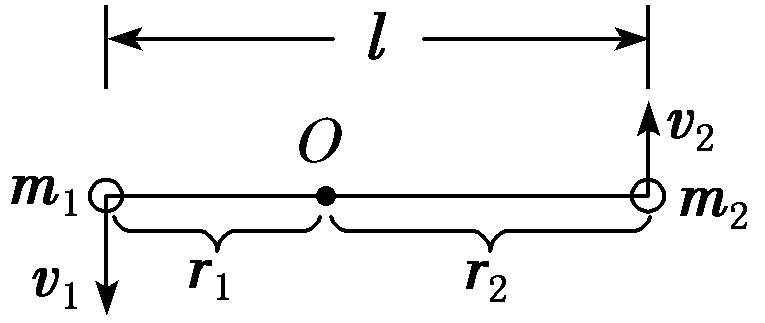 l
O
v₂
m₁
m₂
v₁
r₁
r₂